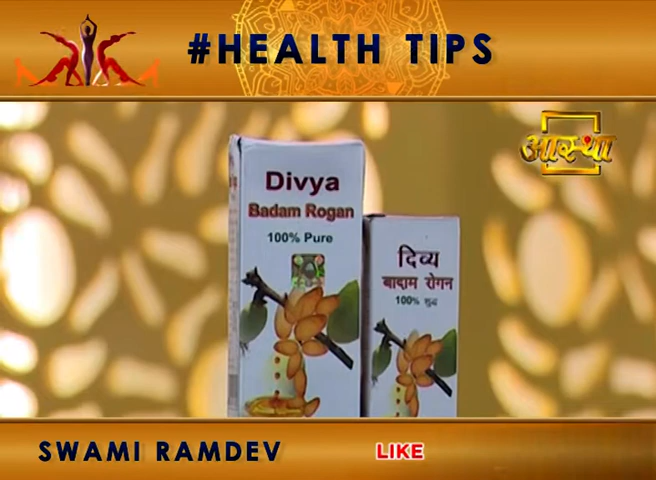 #HEALTH TIPS
आस्था
Divya
Badam Rogan
100% Pure
दिव्य
बादाम रोगन
100% शुद्ध
SWAMI RAMDEV
LIKE